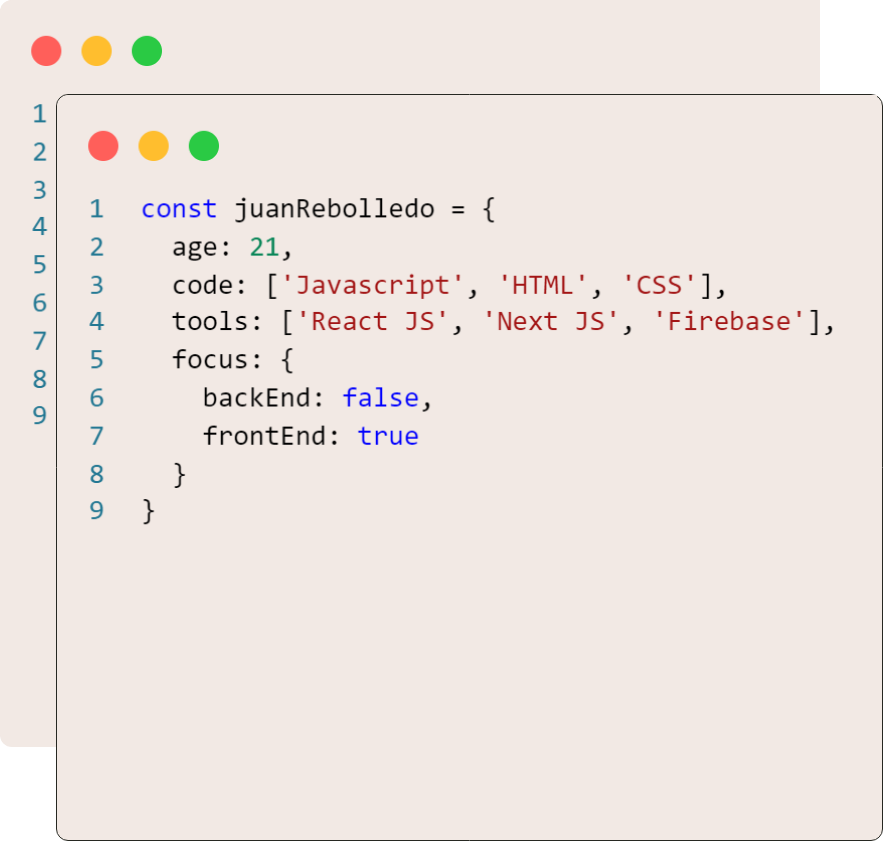 1
2
3
4
5
6
7
8
9
1 const juanRebolledo = {
2   age: 21,
3   code: ['Javascript', 'HTML', 'CSS'],
4   tools: ['React JS', 'Next JS', 'Firebase'],
5   focus: {
6     backEnd: false,
7     frontEnd: true
8   }
9 }